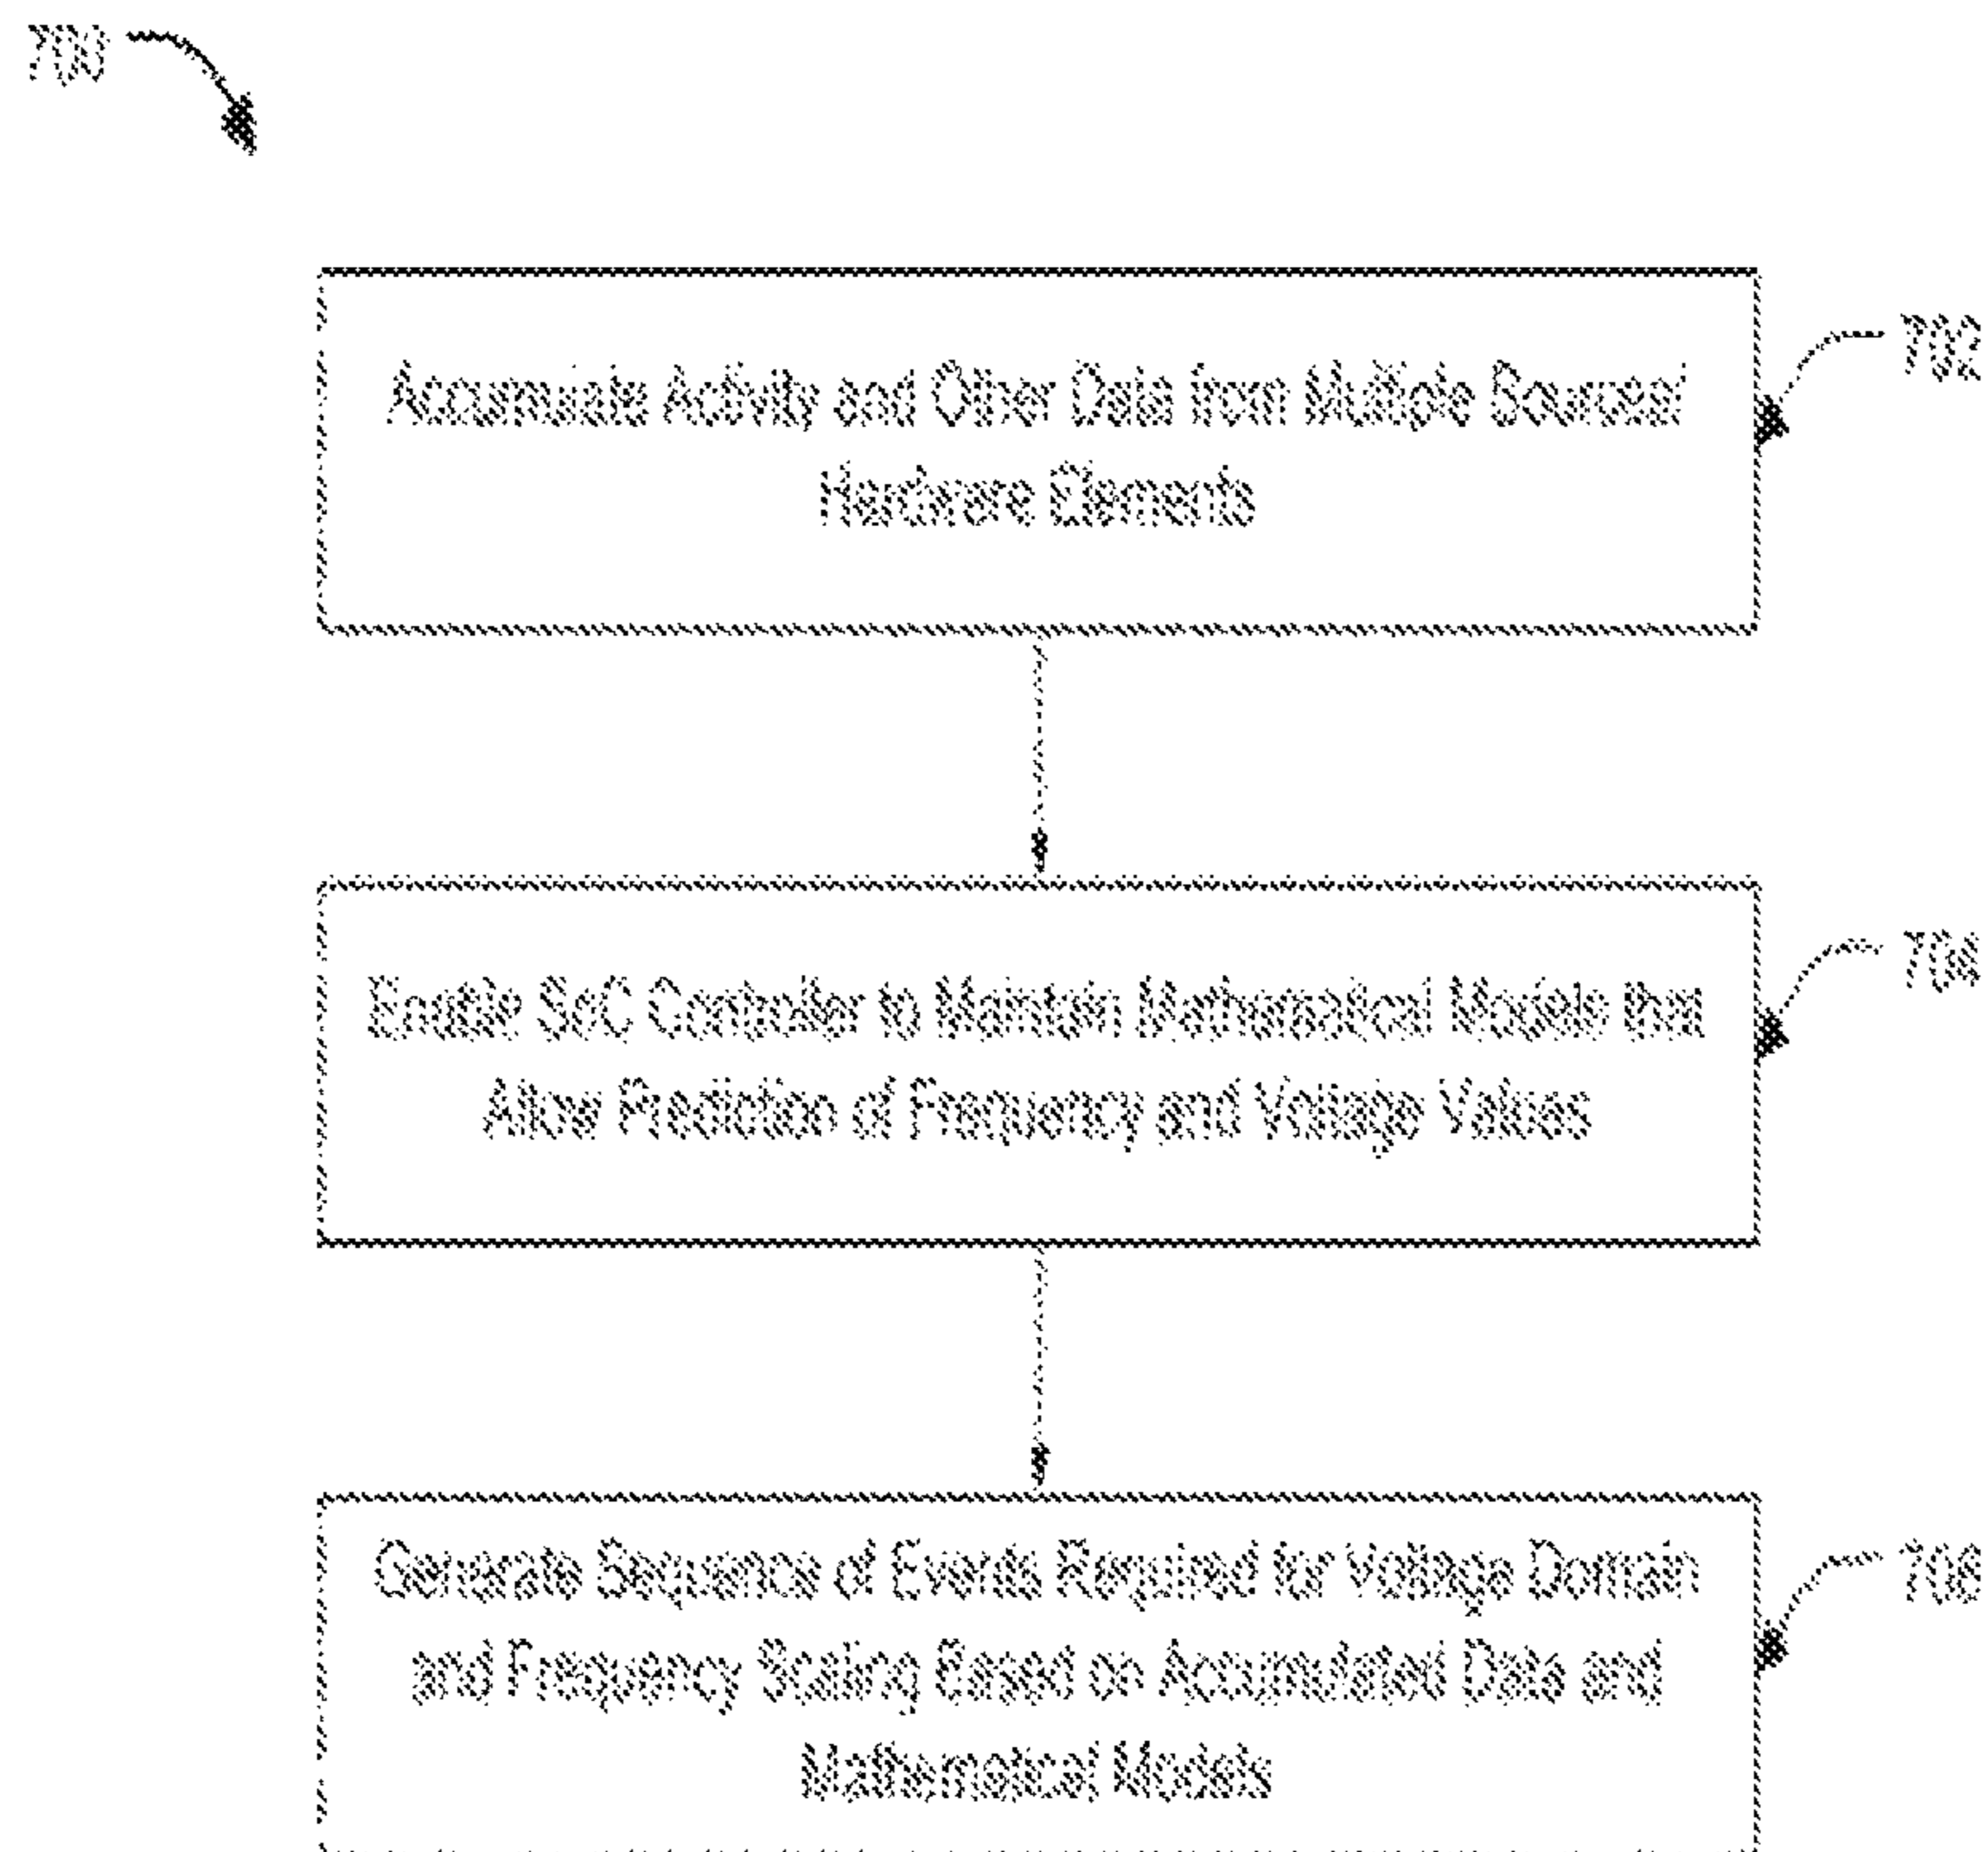 700
702
Accumulate Activity and Other Data from Multiple Sources/
Hardware Elements
704
Enable SoC Controller to Maintain Mathematical Models that
Allow Prediction of Frequency and Voltage Values
706
Generate Sequence of Events Required for Voltage Domain
and Frequency Scaling Based on Accumulated Data and
Mathematical Models